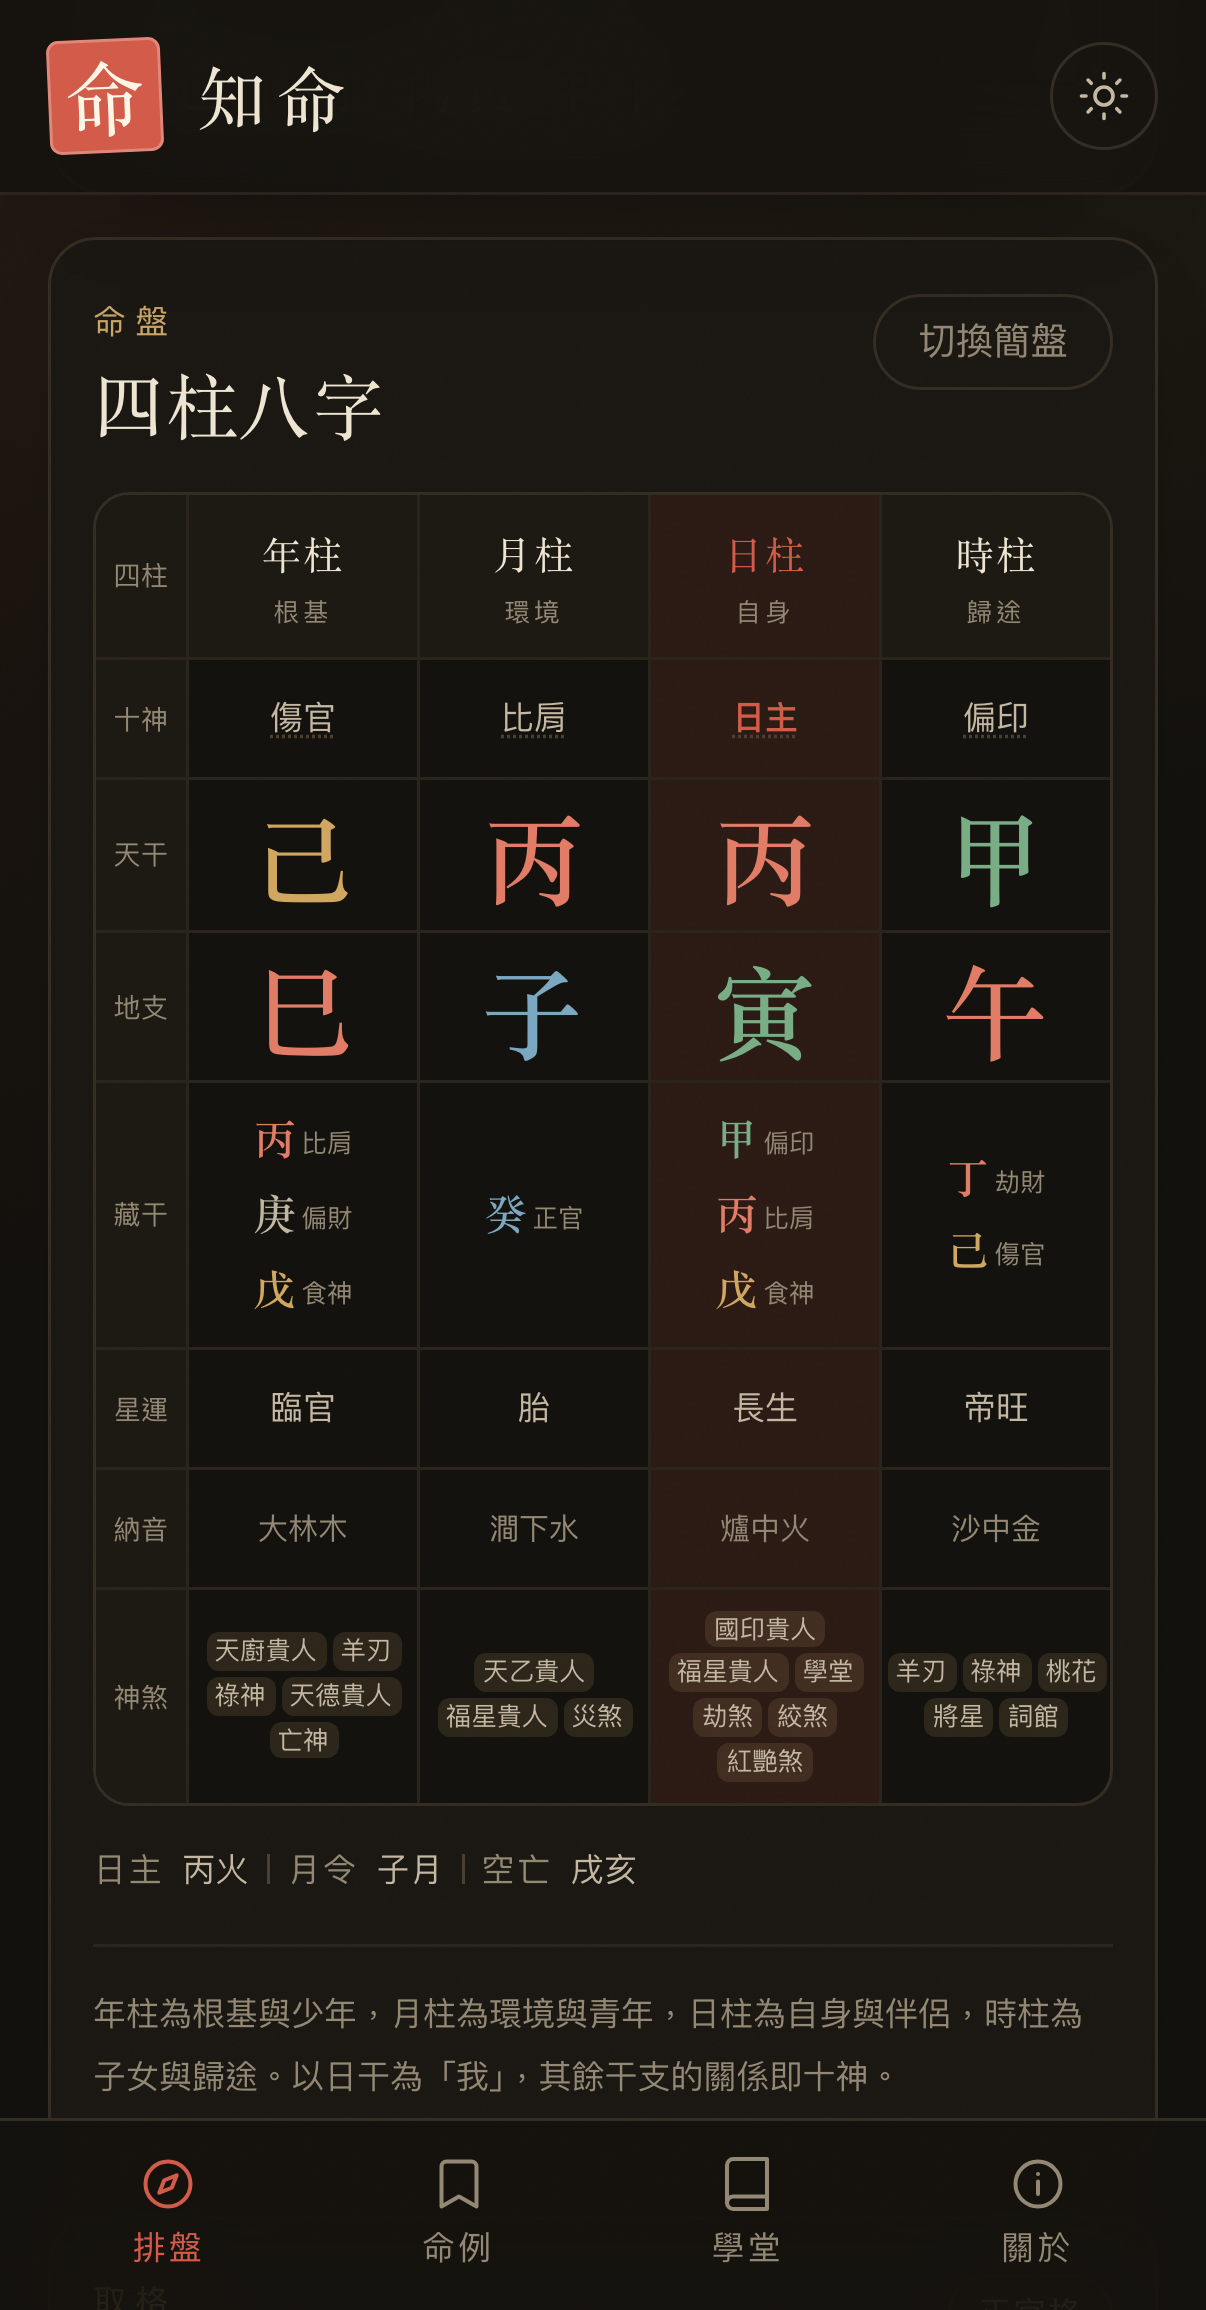 命 知命
命盤
切換簡盤
四柱八字
四柱 年柱 月柱 日柱 時柱
根基 環境 自身 歸途
十神 傷官 比肩 日主 偏印
天干 己 丙 丙 甲
地支 巳 子 寅 午
藏干 丙 比肩 庚 偏財 戊 食神 癸 正官 甲 偏印 丙 比肩 戊 食神 丁 劫財 己 傷官
星運 臨官 胎 長生 帝旺
納音 大林木 澗下水 爐中火 沙中金
神煞 天廚貴人 羊刃 祿神 天德貴人 亡神 天乙貴人 福星貴人 災煞 國印貴人 福星貴人 學堂 劫煞 絞煞 紅艷煞 羊刃 祿神 桃花 將星 詞館
日主 丙火 | 月令 子月 | 空亡 戌亥
年柱為根基與少年，月柱為環境與青年，日柱為自身與伴侶，時柱為
子女與歸途。以日干為「我」，其餘干支的關係即十神。
排盤 命例 學堂 關於
取格